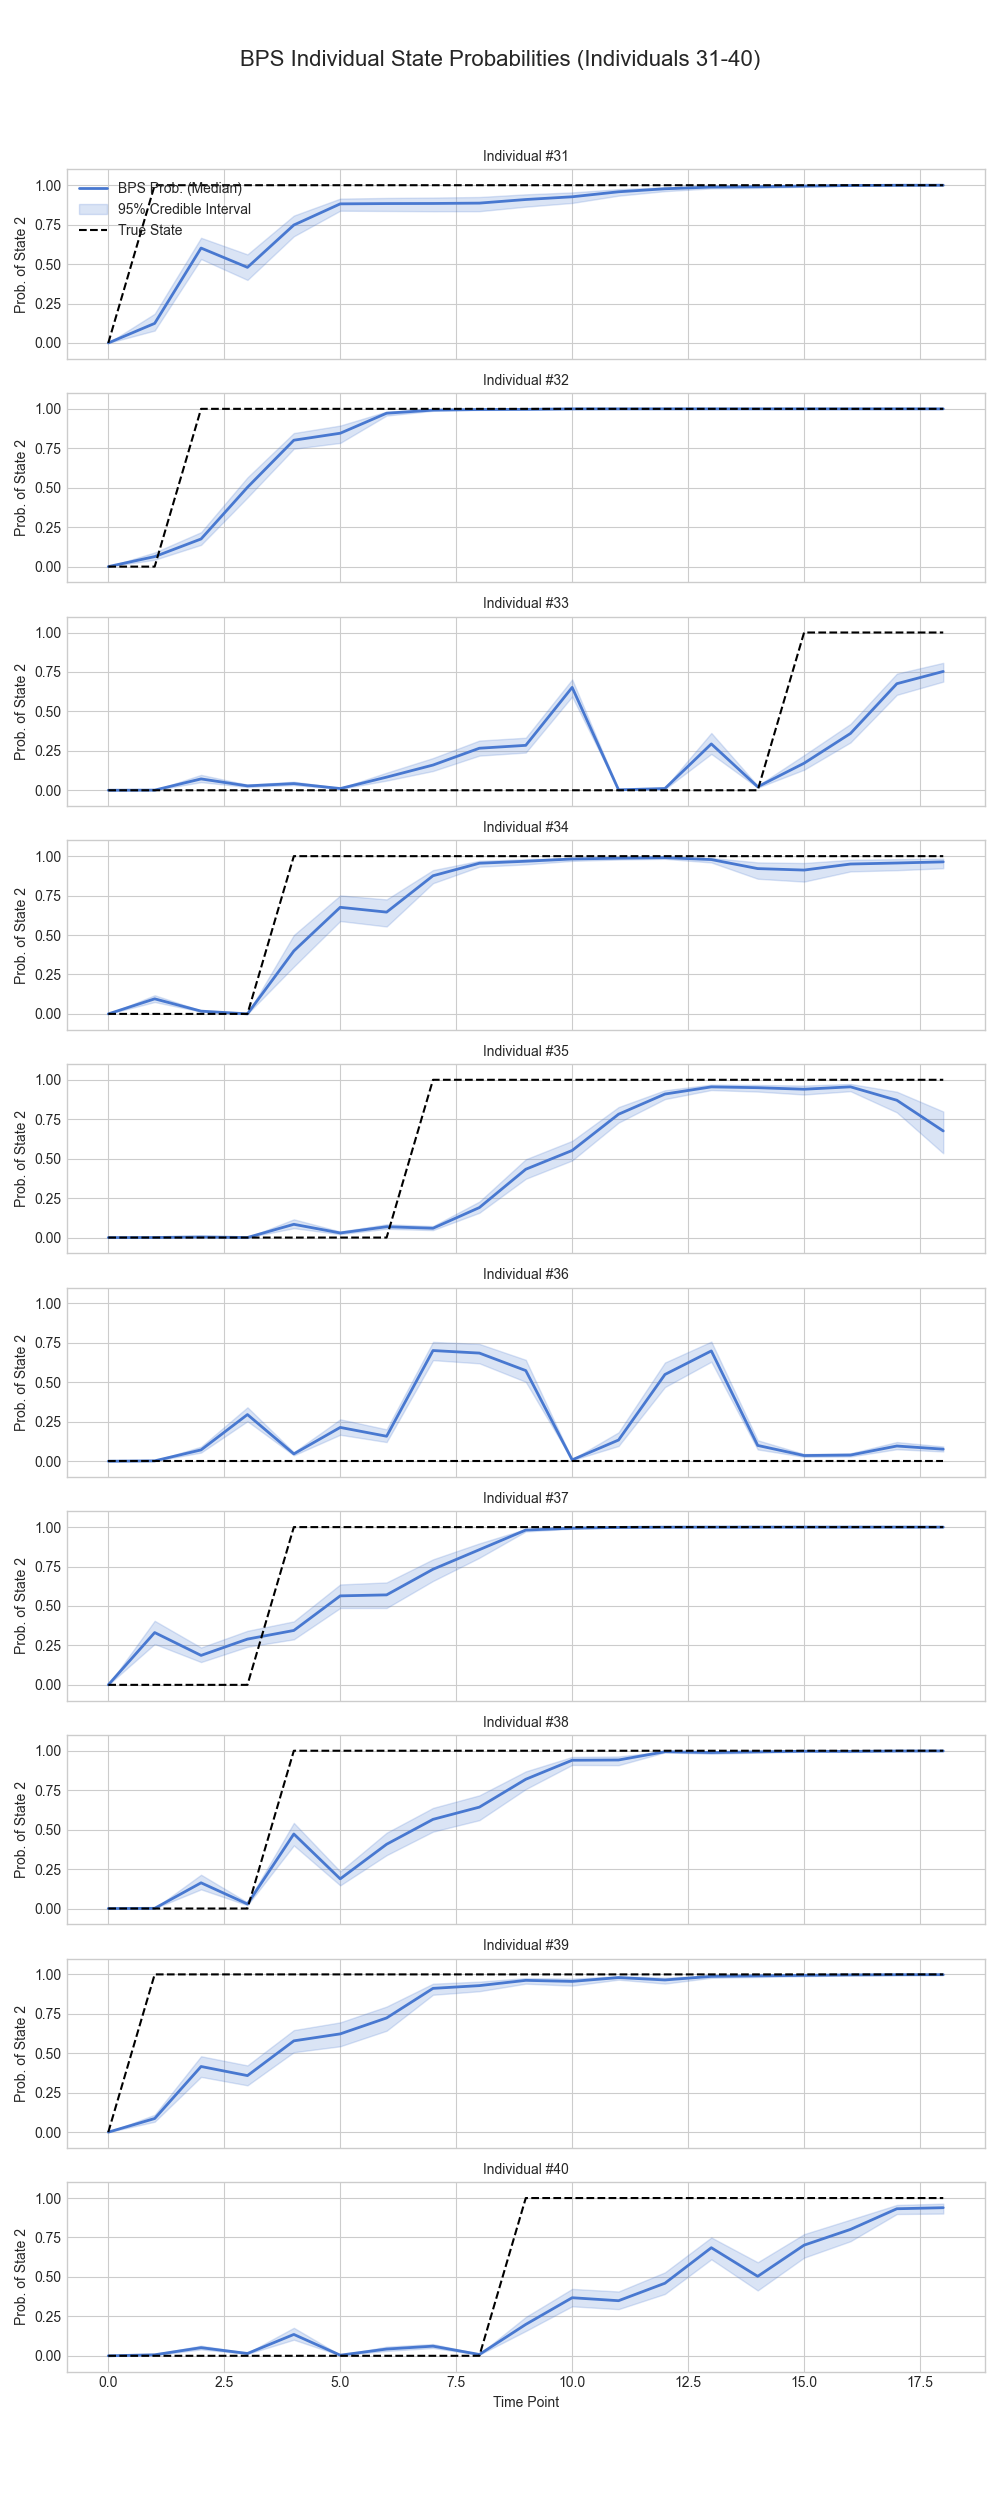 BPS Individual State Probabilities (Individuals 31-40)
Individual #31
1.00
0.75
0.50
0.25
0.00
Prob. of State 2
BPS Prob. (Median)
95% Credible Interval
True State
Individual #32
1.00
0.75
0.50
0.25
0.00
Prob. of State 2
Individual #33
1.00
0.75
0.50
0.25
0.00
Prob. of State 2
Individual #34
1.00
0.75
0.50
0.25
0.00
Prob. of State 2
Individual #35
1.00
0.75
0.50
0.25
0.00
Prob. of State 2
Individual #36
1.00
0.75
0.50
0.25
0.00
Prob. of State 2
Individual #37
1.00
0.75
0.50
0.25
0.00
Prob. of State 2
Individual #38
1.00
0.75
0.50
0.25
0.00
Prob. of State 2
Individual #39
1.00
0.75
0.50
0.25
0.00
Prob. of State 2
Individual #40
1.00
0.75
0.50
0.25
0.00
Prob. of State 2
0.0 2.5 5.0 7.5 10.0 12.5 15.0 17.5
Time Point